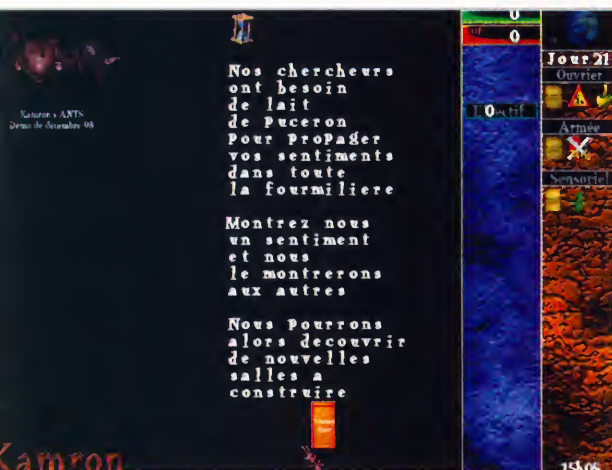 Kamron's ANTS
Demo de decembre 98
Nos chercheurs
ont besoin
de lait
de puceron
pour propager
vos sentiments
dans toute
la fourmiliere
Montrez nous
un sentiment
et nous
le montrerons
aux autres
Nous pourrons
alors decouvrir
de nouvelles
salles a
construire
Kamron
0
0
Jour 21
Ouvrier
Armée
Sensoriel